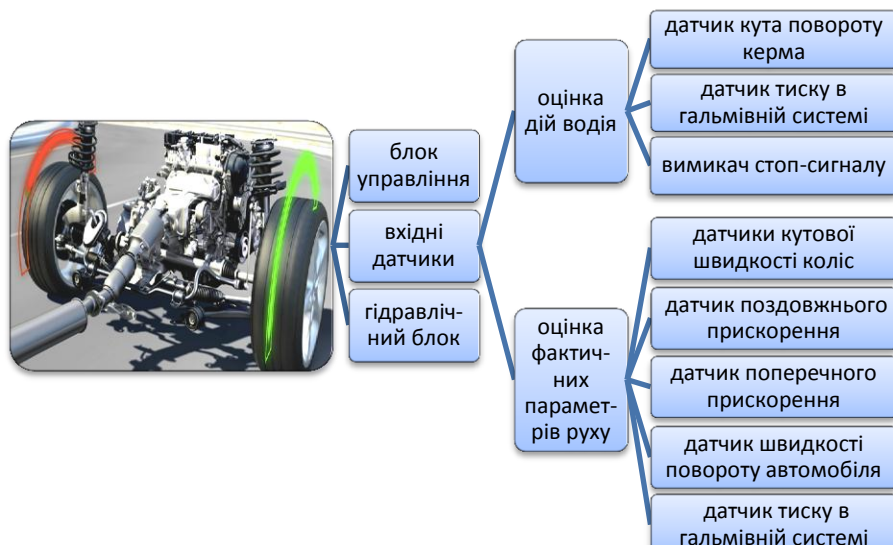 блок
управління
вхідні
датчики
гідравліч-
ний блок
оцінка
дій водія
датчик кута повороту
керма
датчик тиску в
гальмівній системі
вимикач стоп-сигналу
оцінка
фактич-
них
парамет-
рів руху
датчики кутової
швидкості коліс
датчик поздовжнього
прискорення
датчик поперечного
прискорення
датчик швидкості
повороту автомобіля
датчик тиску в
гальмівній системі